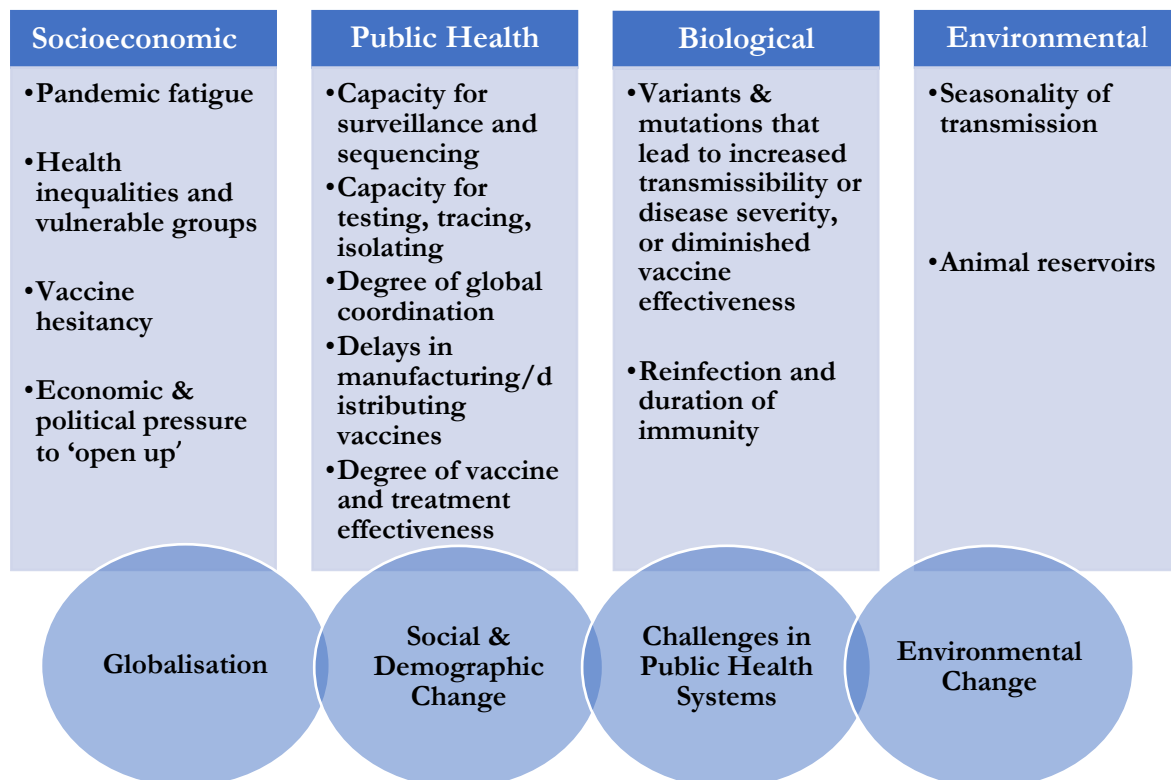 Socioeconomic
•Pandemic fatigue
•Health
inequalities and
vulnerable groups
•Vaccine
hesitancy
•Economic &
political pressure
to ‘open up’
Public Health
•Capacity for
surveillance and
sequencing
•Capacity for
testing, tracing,
isolating
•Degree of global
coordination
•Delays in
manufacturing/d
istributing
vaccines
•Degree of vaccine
and treatment
effectiveness
Biological
•Variants &
mutations that
lead to increased
transmissibility or
disease severity,
or diminished
vaccine
effectiveness
•Reinfection and
duration of
immunity
Environmental
•Seasonality of
transmission
•Animal reservoirs
Globalisation
Social &
Demographic
Change
Challenges in
Public Health
Systems
Environmental
Change